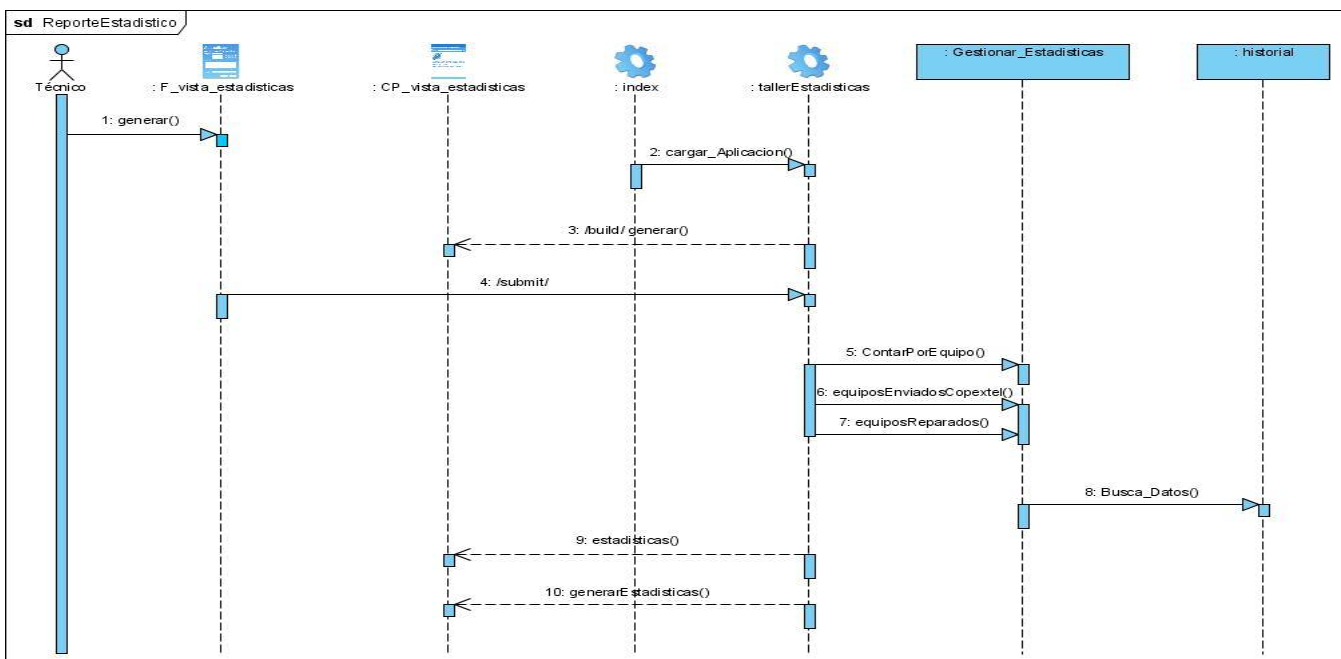 sd ReporteEstadistico
Técnico
: F_vista_estadisticas
: CP_vista_estadisticas
: index
: tallerEstadisticas
: Gestionar_Estadisticas
: historial
1: generar()
2: cargar_Aplicacion()
3: /build/ generar()
4: /submit/
5: ContarPorEquipo()
6: equiposEnviadosCopextel()
7: equiposReparados()
8: Busca_Datos()
9: estadisticas()
10: generarEstadisticas()